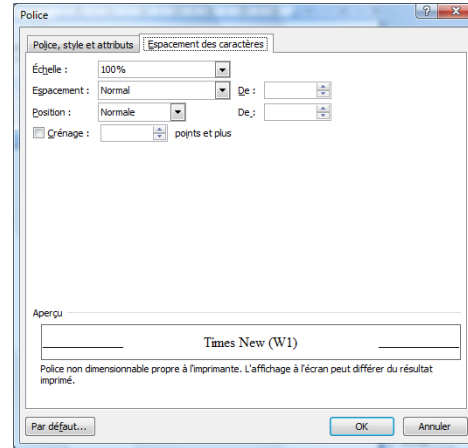 Police
Police, style et attributs Espacement des caractères
Échelle : 100%
Espacement : Normal De :
Position : Normale De :
Crénage : points et plus
Aperçu
Times New (W1)
Police non dimensionnable propre à l'imprimante. L'affichage à l'écran peut différer du résultat
imprimé.
Par défaut... OK Annuler